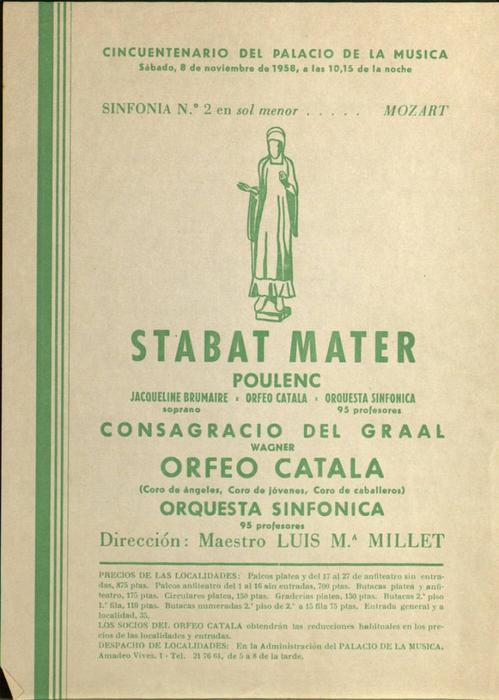 CINCUENTENARIO DEL PALACIO DE LA MUSICA
Sábado, 8 de noviembre de 1958, a las 10,15 de la noche
SINFONIA N.º 2 en sol menor . . . . . MOZART
STABAT MATER
POULENC
JACQUELINE BRUMAIRE - ORFEO CATALA - ORQUESTA SINFONICA
soprano 95 profesores
CONSAGRACIO DEL GRAAL
WAGNER
ORFEO CATALA
(Coro de ángeles, Coro de jóvenes, Coro de caballeros)
ORQUESTA SINFONICA
95 profesores
Dirección: Maestro LUIS M.ª MILLET
PRECIOS DE LAS LOCALIDADES: Palcos platea y del 17 al 27 de anfiteatro sin entra-
das, 875 ptas. Palcos anfiteatro del 1 al 16 sin entradas, 700 ptas. Butacas platea y anfi-
teatro, 175 ptas. Circulares platea, 150 ptas. Graderías platea, 130 ptas. Butacas 2.º piso
1.ª fila, 110 ptas. Butacas numeradas 2.º piso de 2.ª a 15 fila 75 ptas. Entrada general y a
localidad, 35.
LOS SOCIOS DEL ORFEO CATALA obtendrán las reducciones habituales en los pre-
cios de las localidades y entradas.
DESPACHO DE LOCALIDADES: En la Administración del PALACIO DE LA MUSICA.
Amadeo Vives, 1 - Tel. 21 76 61, de 5 a 8 de la tarde.